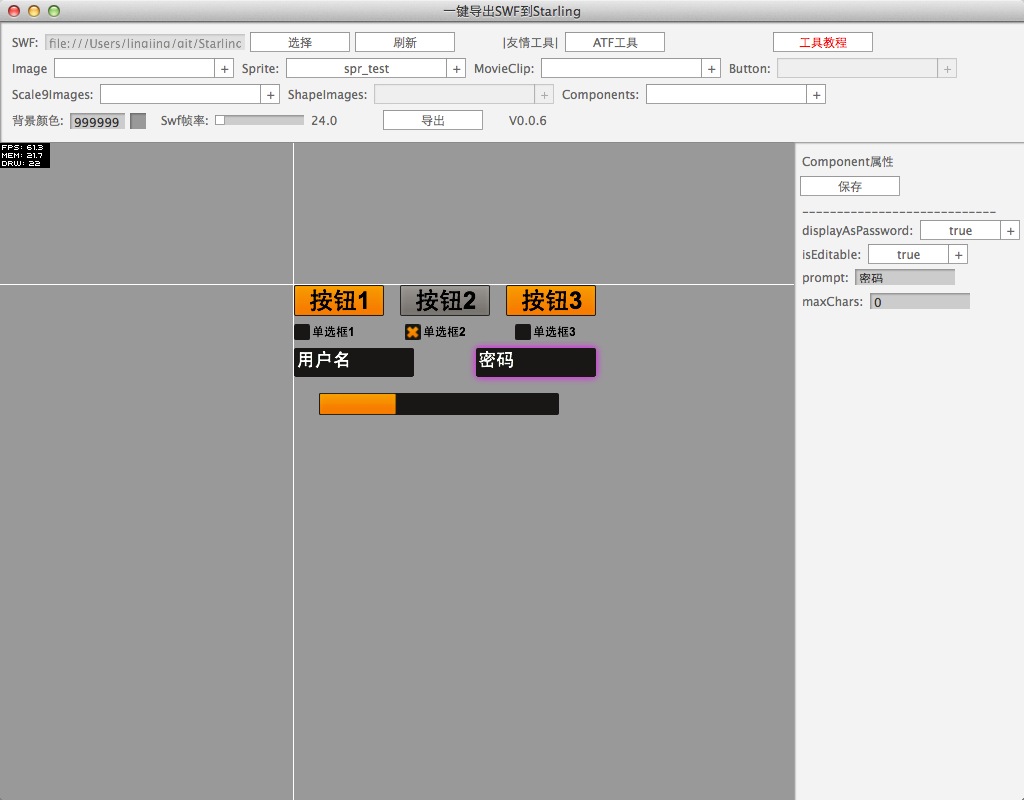 一键导出SWF到Starling
SWF: file:///Users/lingjing/git/Starlinc 选择 刷新 |友情工具| ATF工具 工具教程
Image + Sprite: spr_test + MovieClip: + Button: +
Scale9Images: + ShapeImages: + Components: +
背景颜色: 999999 Swf帧率: 24.0 导出 V0.0.6
FPS: 61.3
MEM: 21.7
DRW: 22
按钮1 按钮2 按钮3
单选框1 单选框2 单选框3
用户名 密码
Component属性
保存
----------------------------
displayAsPassword: true +
isEditable: true +
prompt: 密码
maxChars: 0